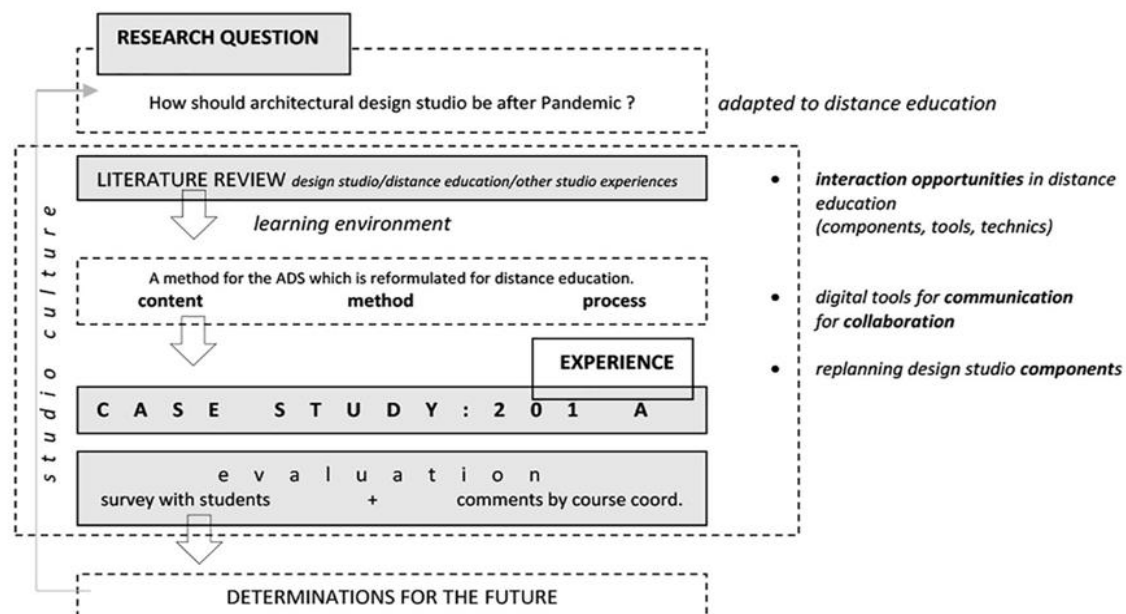 RESEARCH QUESTION
How should architectural design studio be after Pandemic ?
adapted to distance education
LITERATURE REVIEW design studio/distance education/other studio experiences
learning environment
A method for the ADS which is reformulated for distance education.
content method process
EXPERIENCE
CASE STUDY:201 A
evaluation
survey with students + comments by course coord.
studio culture
DETERMINATIONS FOR THE FUTURE
• interaction opportunities in distance
education
(components, tools, technics)
• digital tools for communication
for collaboration
• replanning design studio components